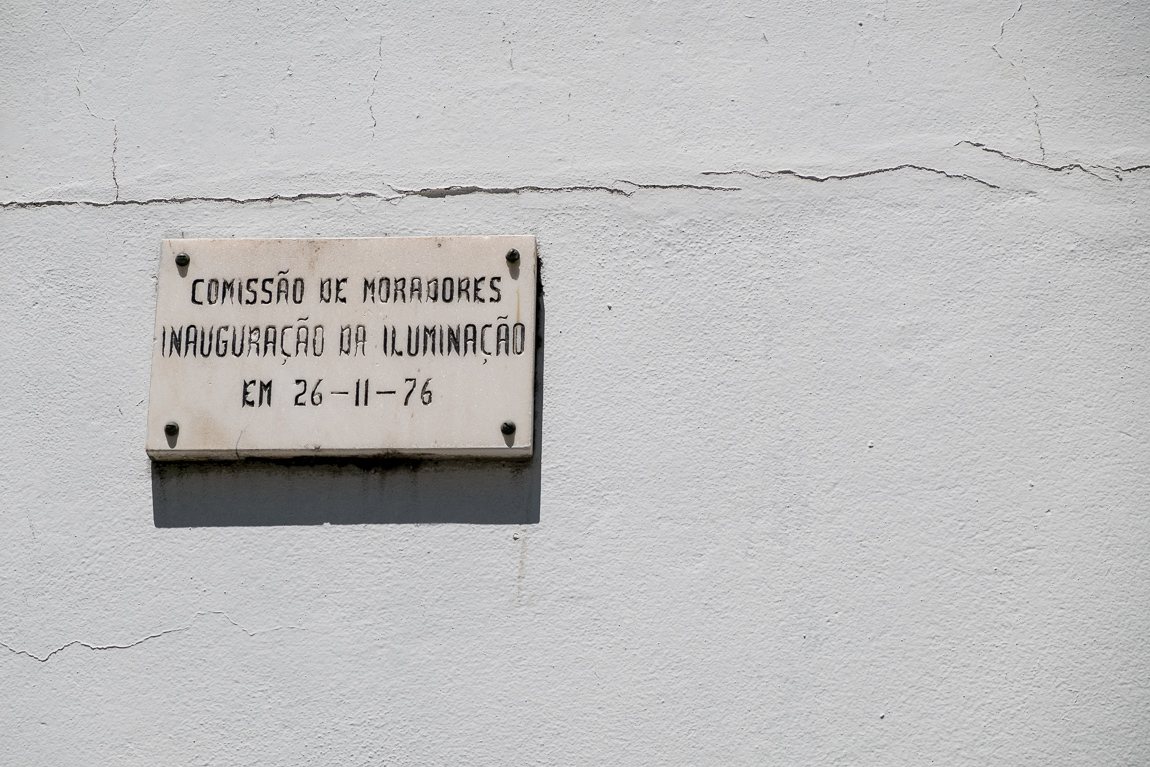 COMISSÃO DE MORADORES
INAUGURAÇÃO DA ILUMINAÇÃO
EM 26-11-76